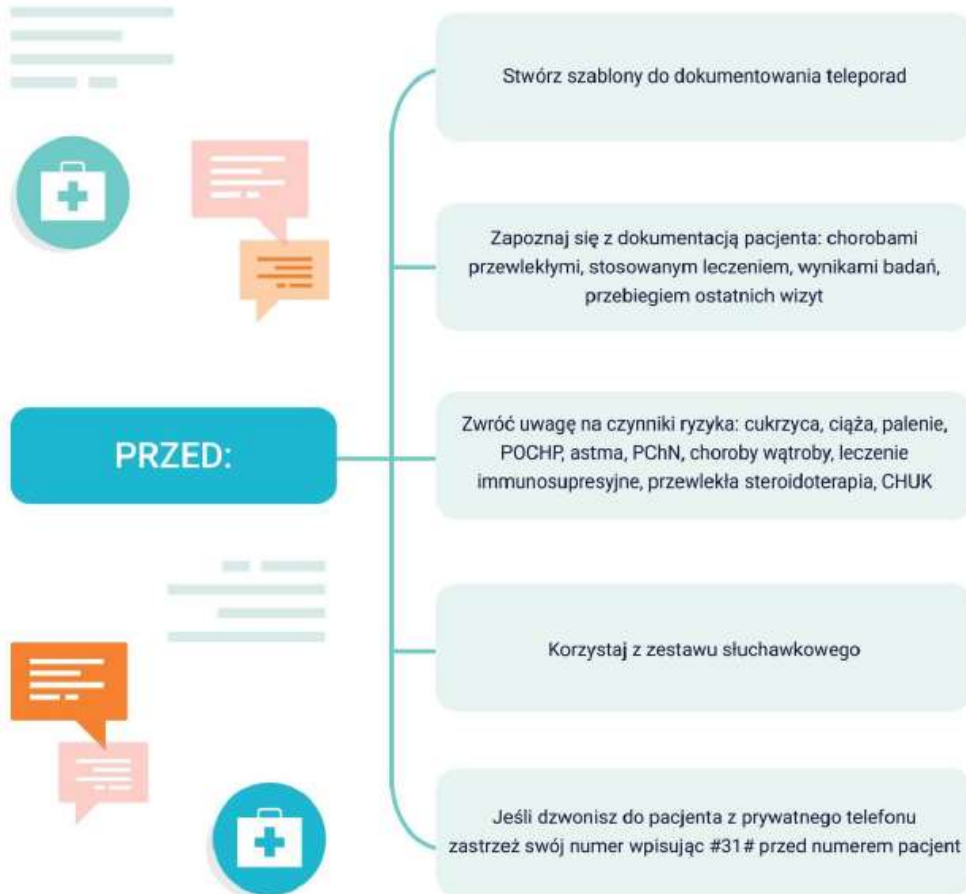 Stwórz szablony do dokumentowania teleporad
Zapoznaj się z dokumentacją pacjenta: chorobami
przewlekłymi, stosowanym leczeniem, wynikami badań,
przebiegiem ostatnich wizyt
PRZED:
Zwróć uwagę na czynniki ryzyka: cukrzyca, ciąża, palenie,
POCHP, astma, PChN, choroby wątroby, leczenie
immunosupresyjne, przewlekła steroidoterapia, CHUK
Korzystaj z zestawu słuchawkowego
Jeśli dzwonisz do pacjenta z prywatnego telefonu
zastrzeż swój numer wpisując #31# przed numerem pacjent